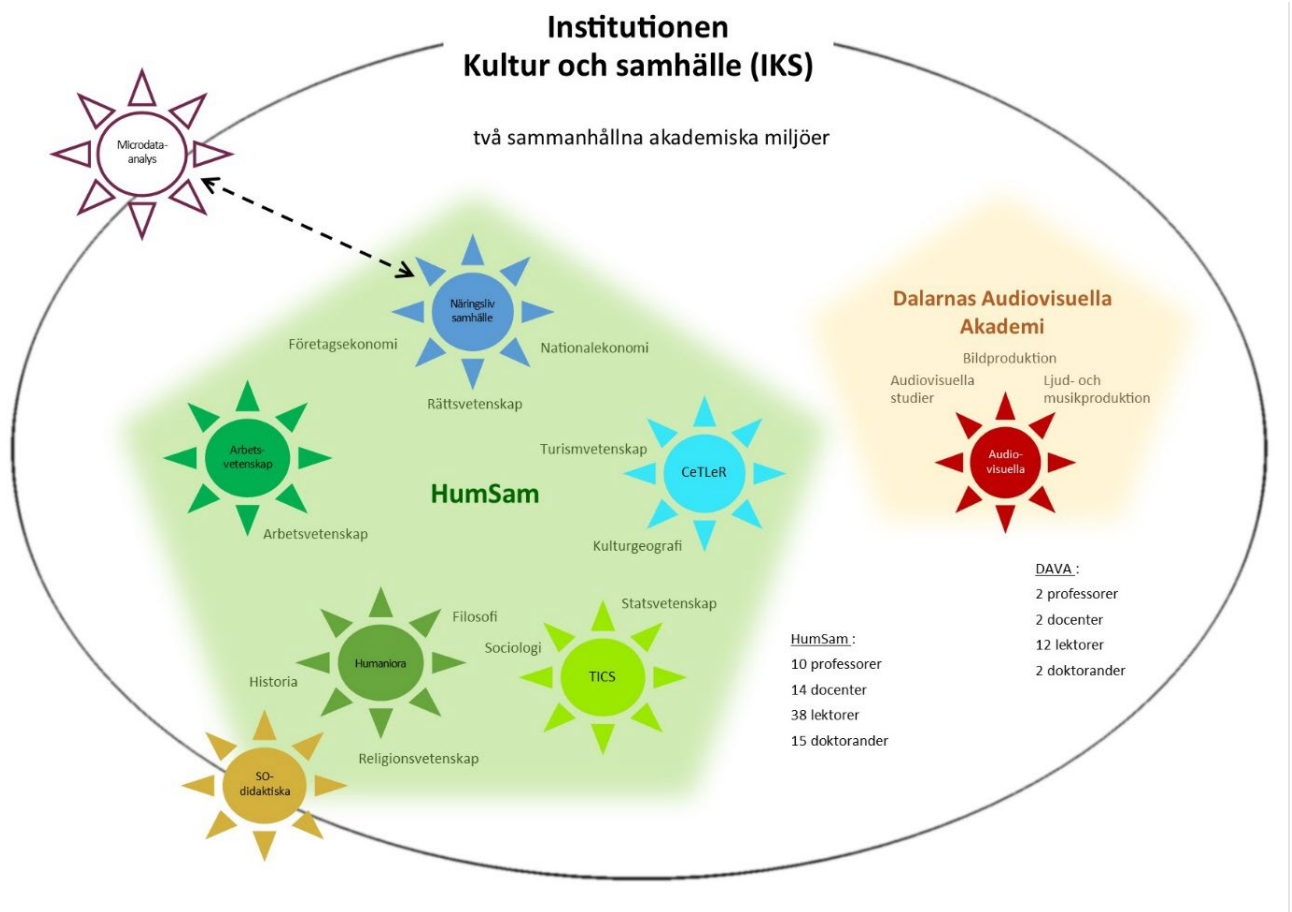 Institutionen
Kultur och samhälle (IKS)
två sammanhållna akademiska miljöer
Microdata-
analys
Näringsliv
samhälle
Företagsekonomi
Nationalekonomi
Rättsvetenskap
Arbets-
vetenskap
Arbetsvetenskap
HumSam
Turismvetenskap
CeTLeR
Kulturgeografi
Filosofi
Humaniora
Historia
Religionsvetenskap
Statsvetenskap
Sociologi
TICS
SO-
didaktiska
Dalarnas Audiovisuella
Akademi
Bildproduktion
Audiovisuella
studier
Ljud- och
musikproduktion
Audio-
visuella
HumSam :
10 professorer
14 docenter
38 lektorer
15 doktorander
DAVA :
2 professorer
2 docenter
12 lektorer
2 doktorander